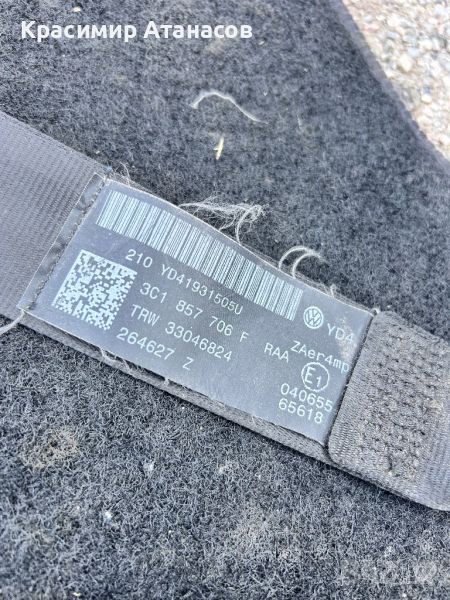 Красимир Атанасов
210 YD41931505U
3C1 857 706 F
TRW 33046824
264627 Z
YD4
ZAer4mp
RAA E1
040655
65618